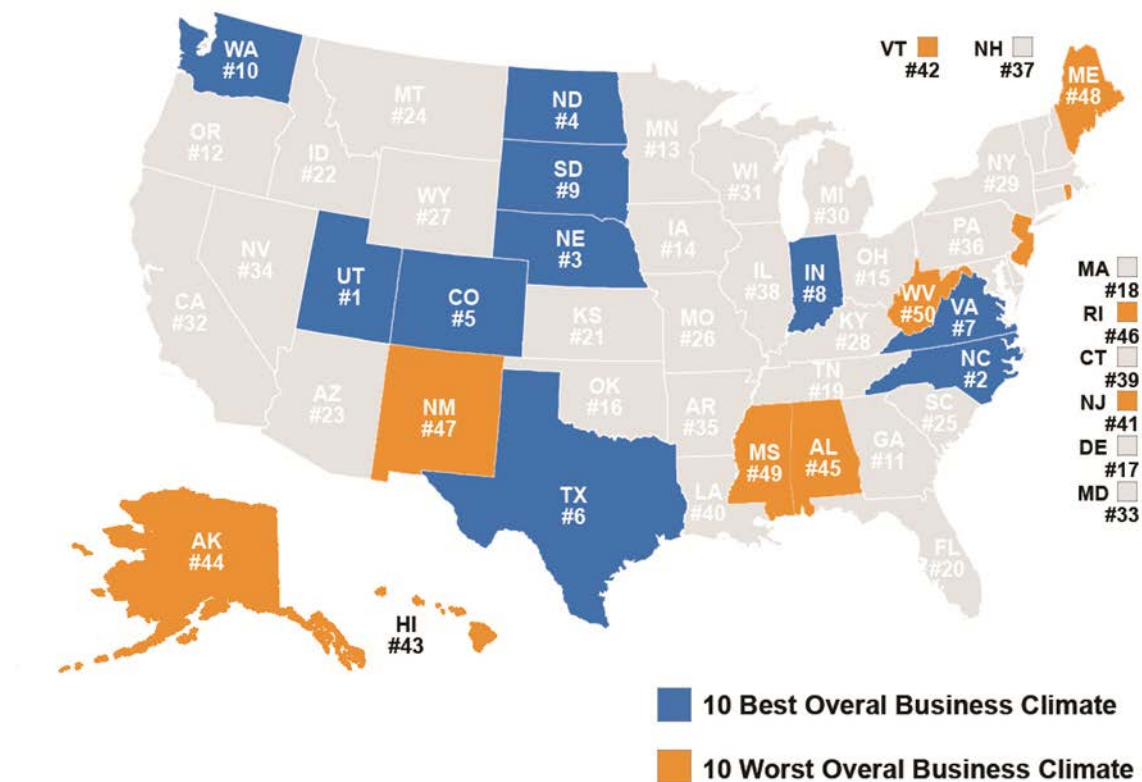 WA
#10
VT
#42
NH
#37
ME
#48
MT
#24
ND
#4
MN
#13
OR
#12
ID
#22
SD
#9
WI
#31
MI
#30
NY
#29
WY
#27
NE
#3
IA
#14
PA
#36
NV
#34
UT
#1
CO
#5
IL
#38
IN
#8
OH
#15
MA
#18
CA
#32
KS
#21
MO
#26
KY
#28
WV
#50
VA
#7
RI
#46
CT
#39
NC
#2
TN
#19
AZ
#23
NM
#47
OK
#16
AR
#35
SC
#25
NJ
#41
MS
#49
AL
#45
GA
#11
DE
#17
TX
#6
LA
#40
MD
#33
FL
#20
AK
#44
HI
#43
10 Best Overal Business Climate
10 Worst Overal Business Climate